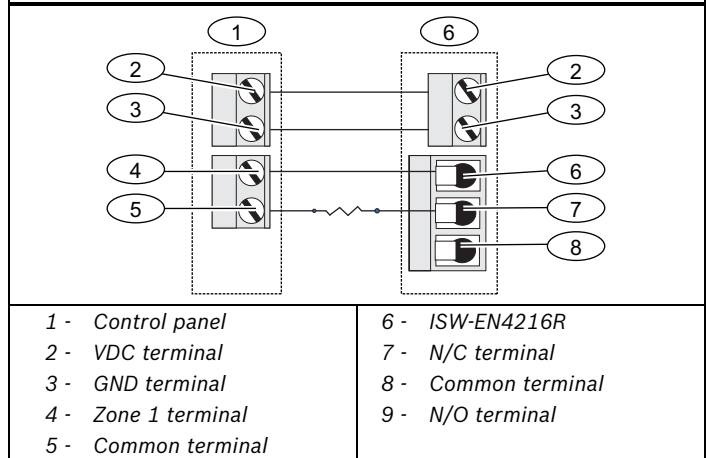 1 6
2 2
3 3
4 6
5 7
8
1 - Control panel
2 - VDC terminal
3 - GND terminal
4 - Zone 1 terminal
5 - Common terminal
6 - ISW-EN4216R
7 - N/C terminal
8 - Common terminal
9 - N/O terminal